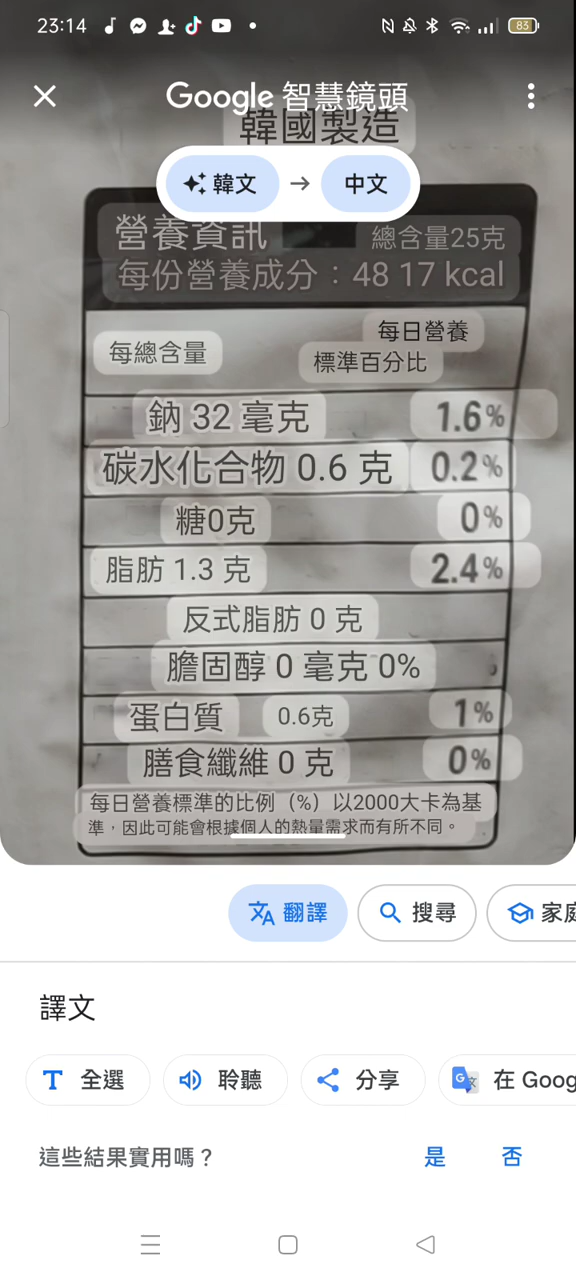 23:14
83
Google 智慧鏡頭
韓國製造
韓文 → 中文
營養資訊 總含量25克
每份營養成分：48 17 kcal
每總含量 每日營養
標準百分比
鈉 32 毫克 1.6%
碳水化合物 0.6 克 0.2%
糖0克 0%
脂肪 1.3 克 2.4%
反式脂肪 0 克
膽固醇 0 毫克 0%
蛋白質 0.6克 1%
膳食纖維 0 克 0%
每日營養標準的比例（%）以2000大卡為基
準，因此可能會根據個人的熱量需求而有所不同。
翻譯 搜尋 家庭
譯文
全選 聆聽 分享 在 Goog
這些結果實用嗎？ 是 否